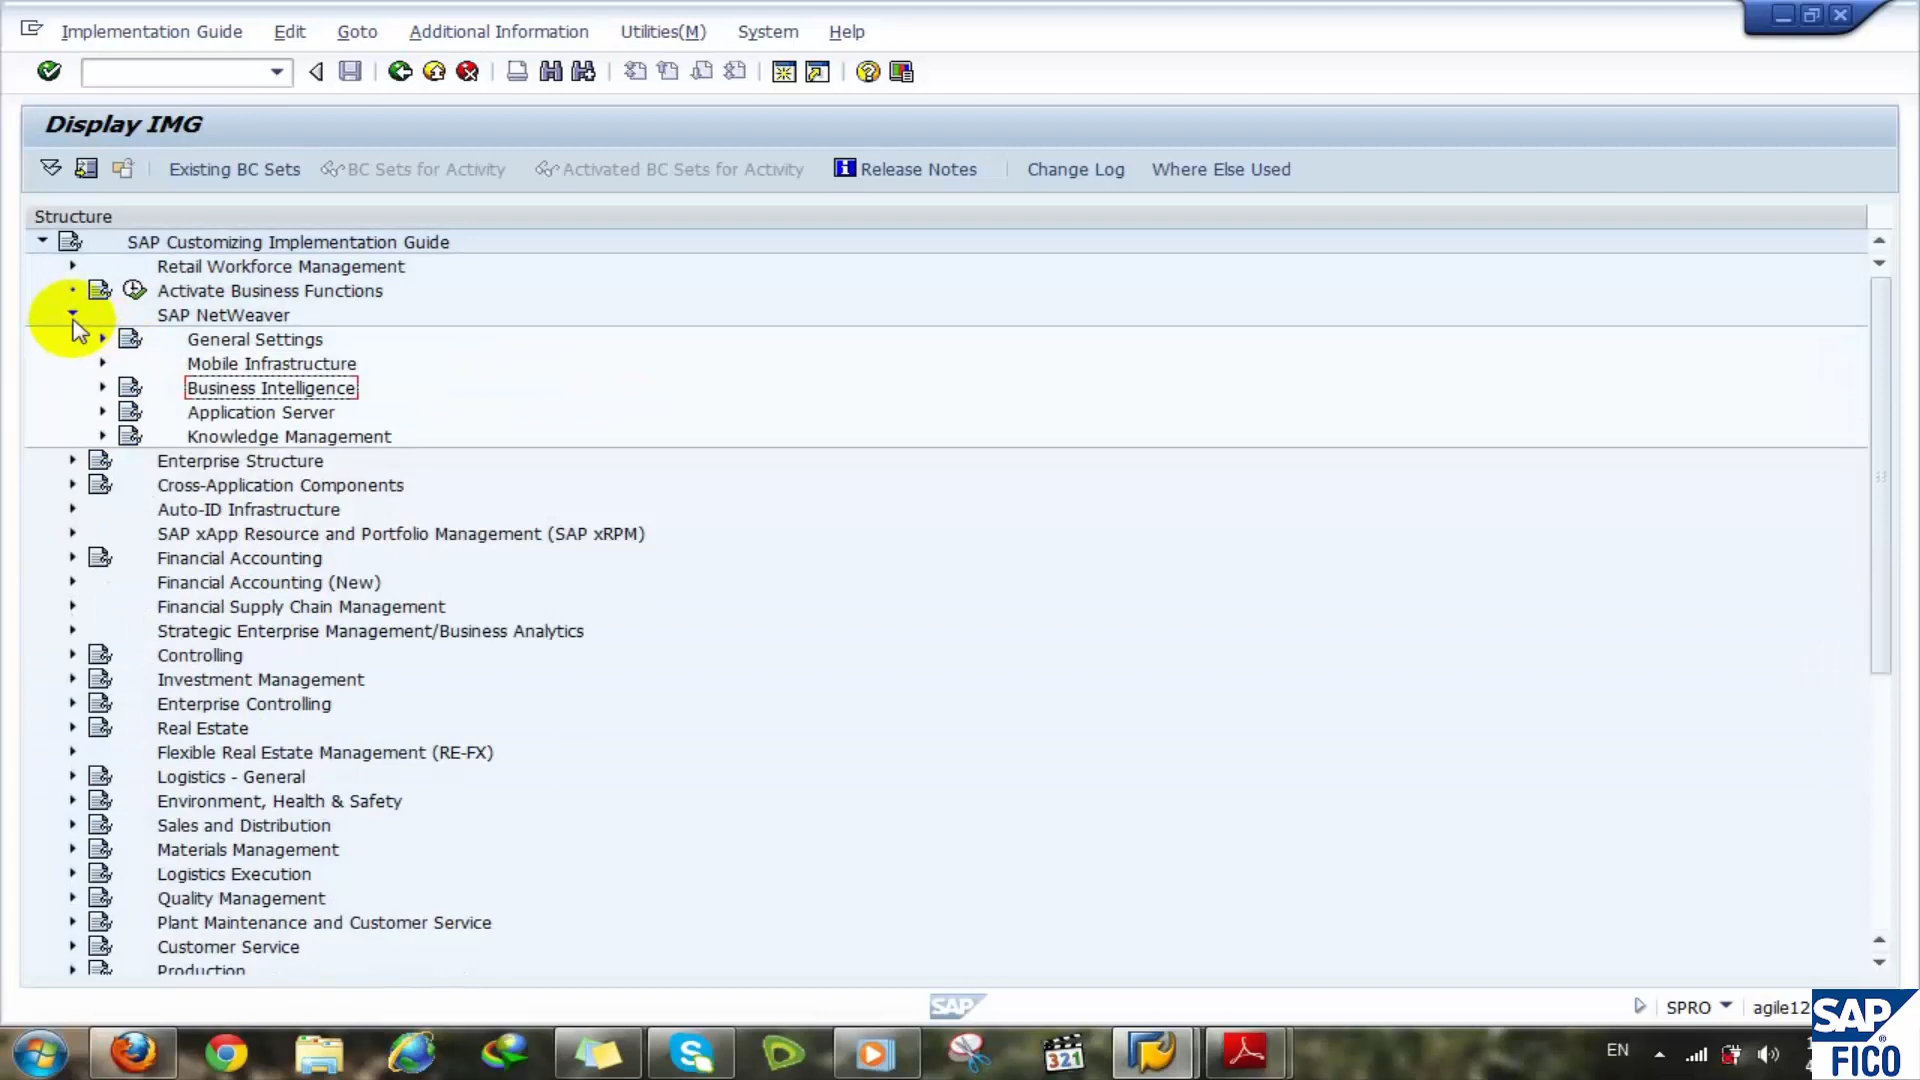 Implementation Guide Edit Goto Additional Information Utilities(M) System Help
Display IMG
Existing BC Sets BC Sets for Activity Activated BC Sets for Activity Release Notes Change Log Where Else Used
Structure
SAP Customizing Implementation Guide
Retail Workforce Management
Activate Business Functions
SAP NetWeaver
General Settings
Mobile Infrastructure
Business Intelligence
Application Server
Knowledge Management
Enterprise Structure
Cross-Application Components
Auto-ID Infrastructure
SAP xApp Resource and Portfolio Management (SAP xRPM)
Financial Accounting
Financial Accounting (New)
Financial Supply Chain Management
Strategic Enterprise Management/Business Analytics
Controlling
Investment Management
Enterprise Controlling
Real Estate
Flexible Real Estate Management (RE-FX)
Logistics - General
Environment, Health & Safety
Sales and Distribution
Materials Management
Logistics Execution
Quality Management
Plant Maintenance and Customer Service
Customer Service
Production
SAP SPRO agile12
SAP
FICO
321 EN